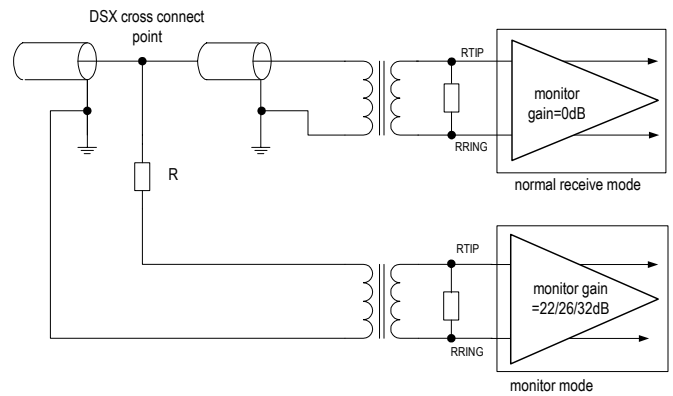 DSX cross connect
point
RTIP
monitor
gain=0dB
RRING
normal receive mode
R
RTIP
monitor gain
=22/26/32dB
RRING
monitor mode